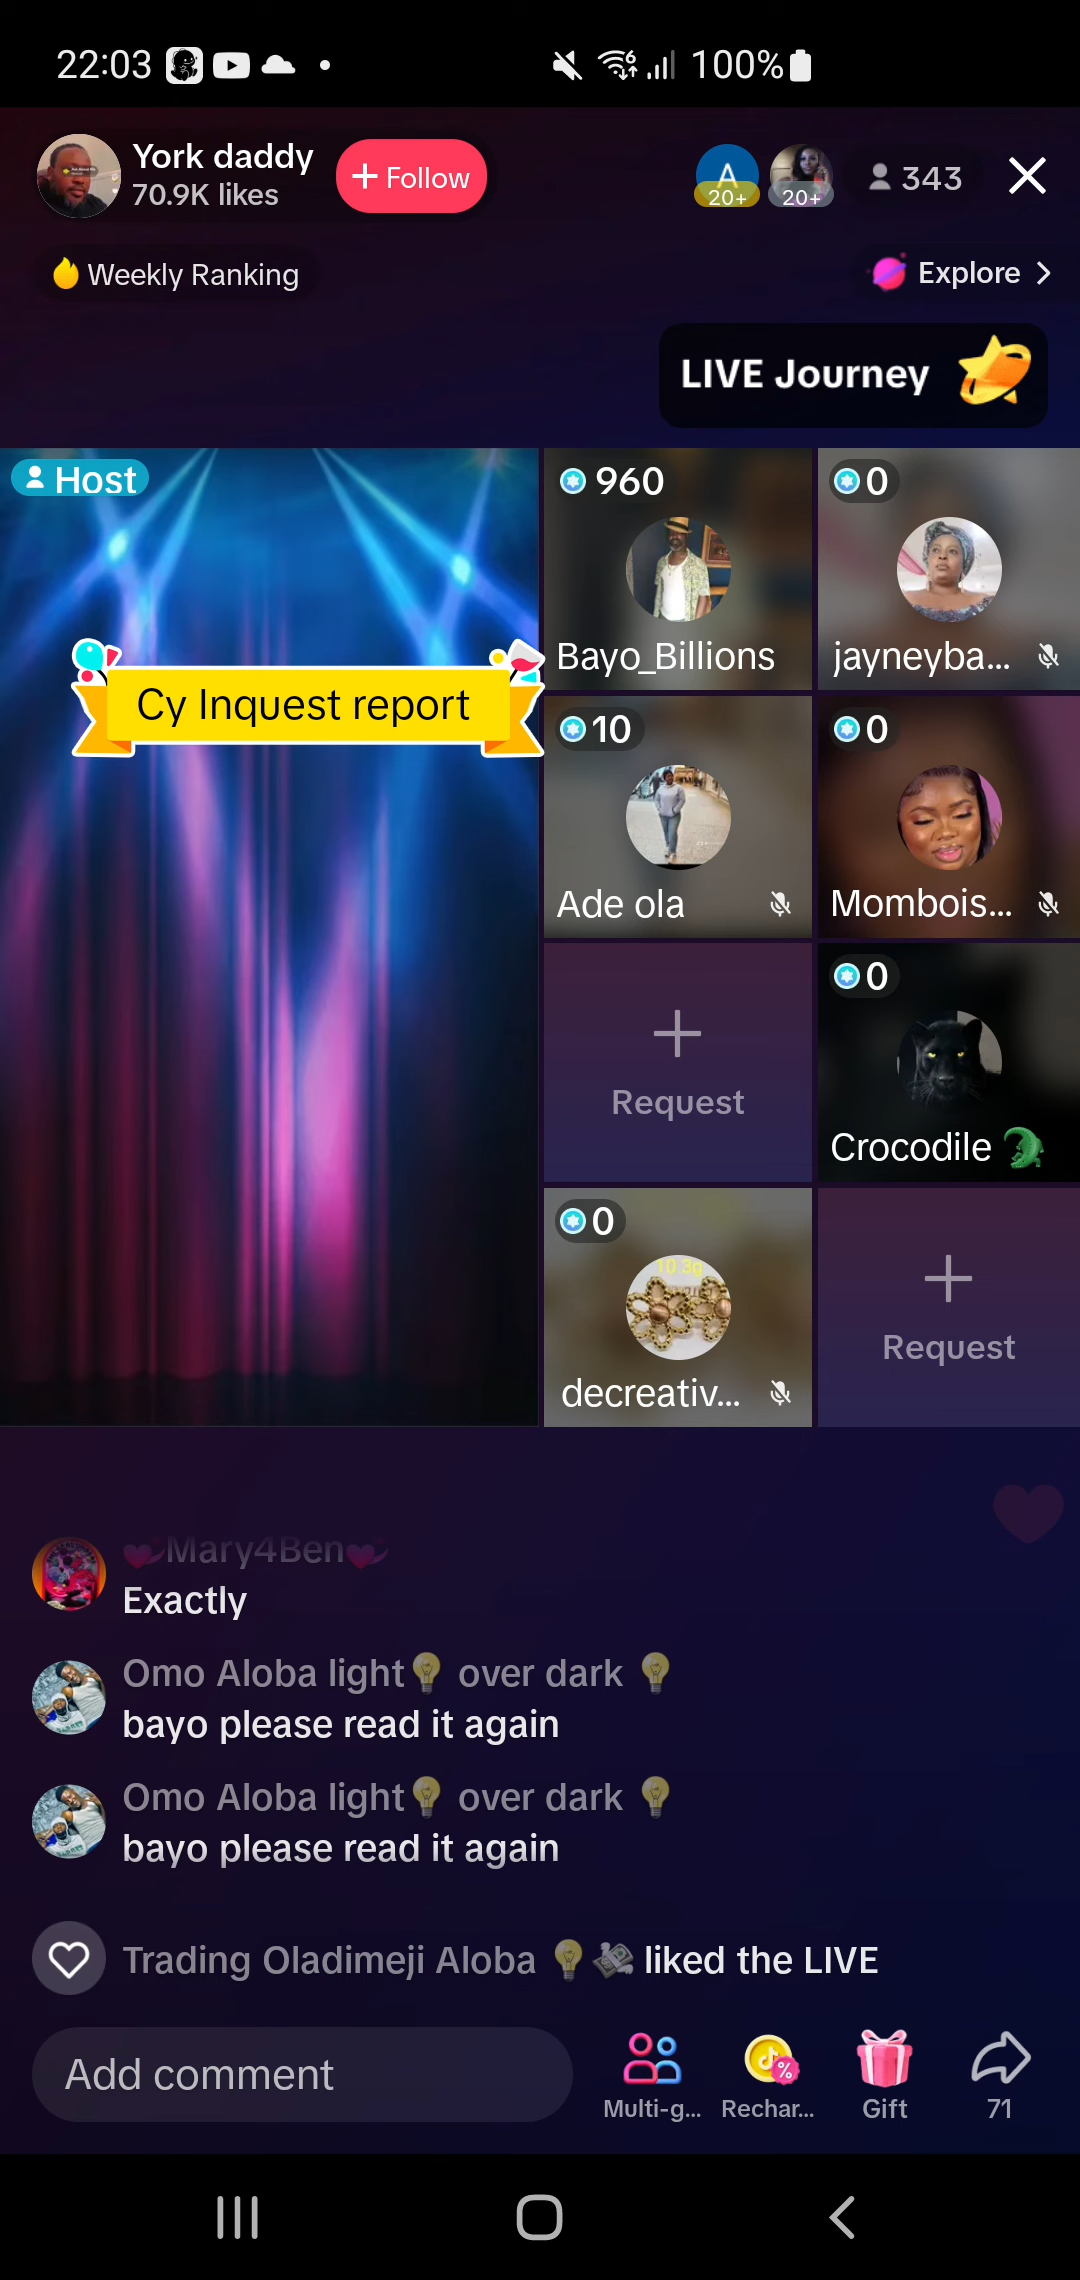 22:03
100%
York daddy
70.9K likes
+ Follow
A
20+
20+
343
Weekly Ranking
Explore
LIVE Journey
Host
Cy Inquest report
960
Bayo_Billions
0
jayneyba...
10
Ade ola
0
Mombois...
Request
0
Crocodile 🐊
0
10 3g
decreativ...
Request
💕Mary4Ben💕
Exactly
Omo Aloba light💡 over dark 💡
bayo please read it again
Omo Aloba light💡 over dark 💡
bayo please read it again
Trading Oladimeji Aloba 💡💸 liked the LIVE
Add comment
Multi-g...
Rechar...
Gift
71